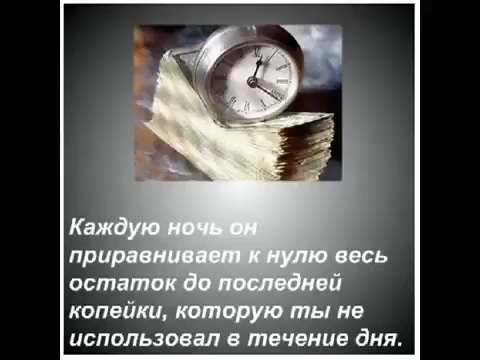 Каждую ночь он
приравнивает к нулю весь
остаток до последней
копейки, которую ты не
использовал в течение дня.